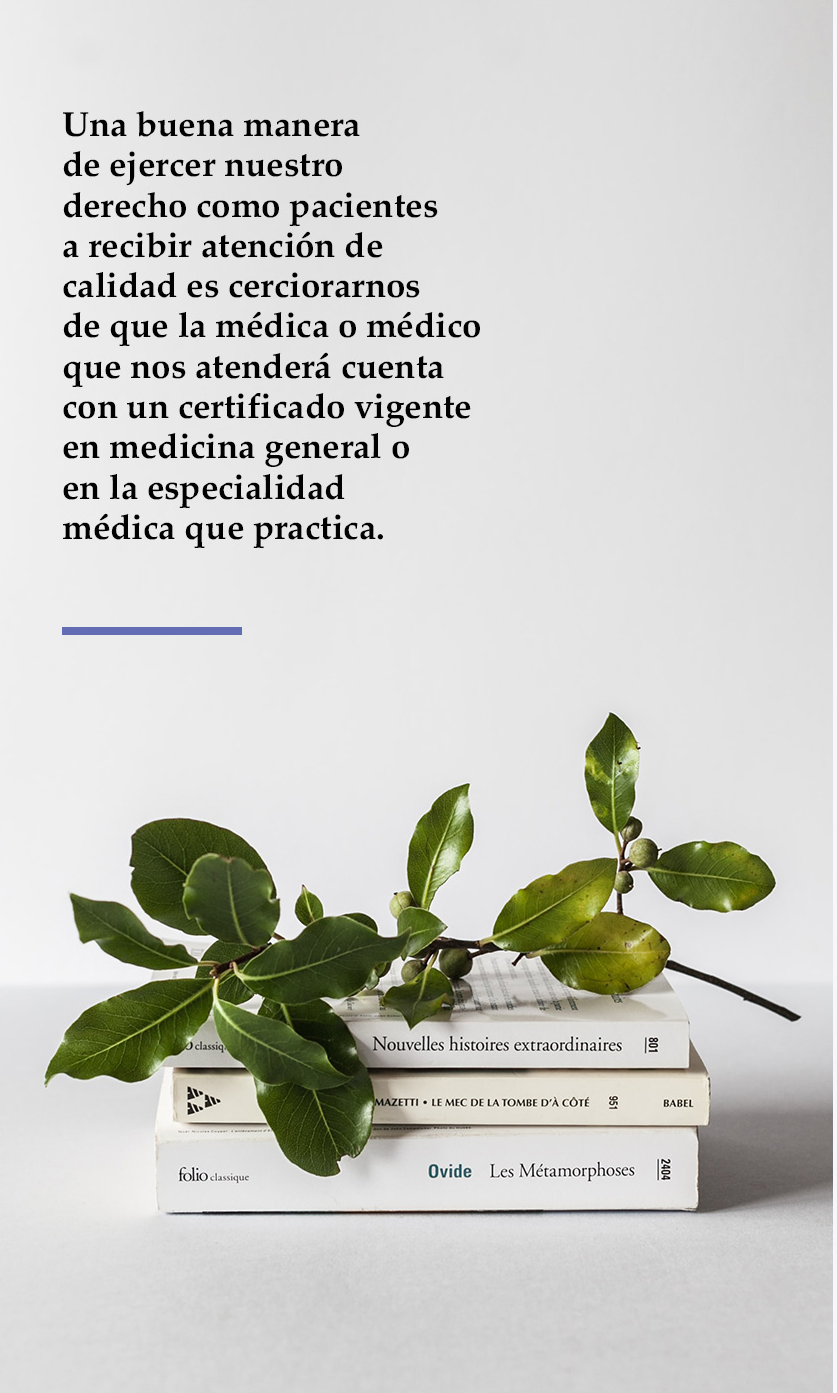 Una buena manera
de ejercer nuestro
derecho como pacientes
a recibir atención de
calidad es cerciorarnos
de que la médica o médico
que nos atenderá cuenta
con un certificado vigente
en medicina general o
en la especialidad
médica que practica.
classique Nouvelles histoires extraordinaires 801
MAZETTI • LE MEC DE LA TOMBE D'À CÔTÉ 951 BABEL
folio classique Ovide Les Métamorphoses 2404